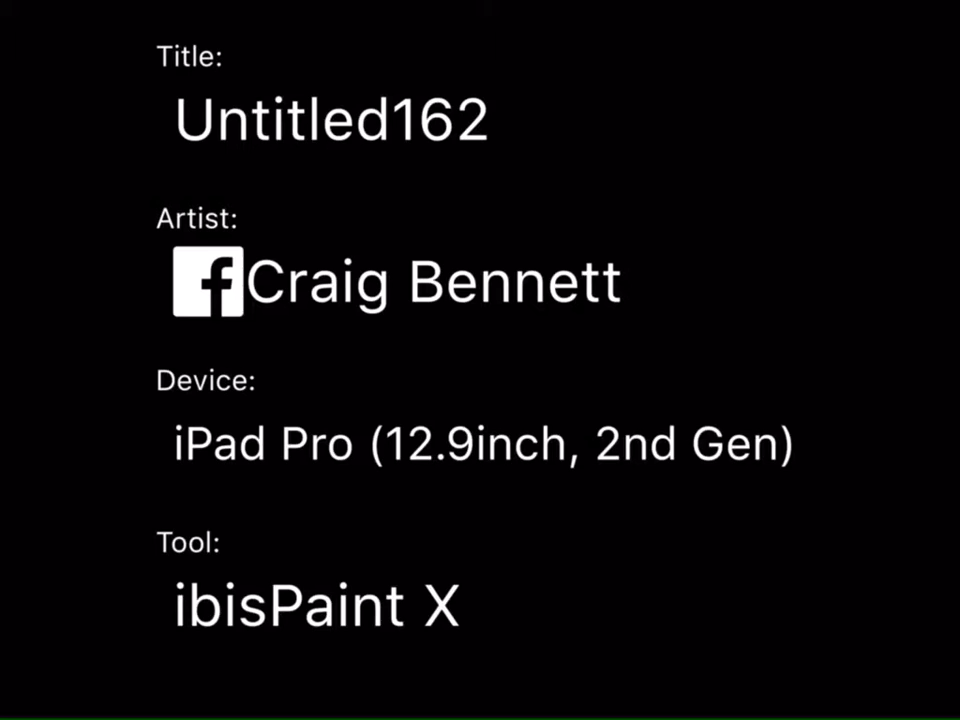 Title:
Untitled162
Artist:
Craig Bennett
Device:
iPad Pro (12.9inch, 2nd Gen)
Tool:
ibisPaint X